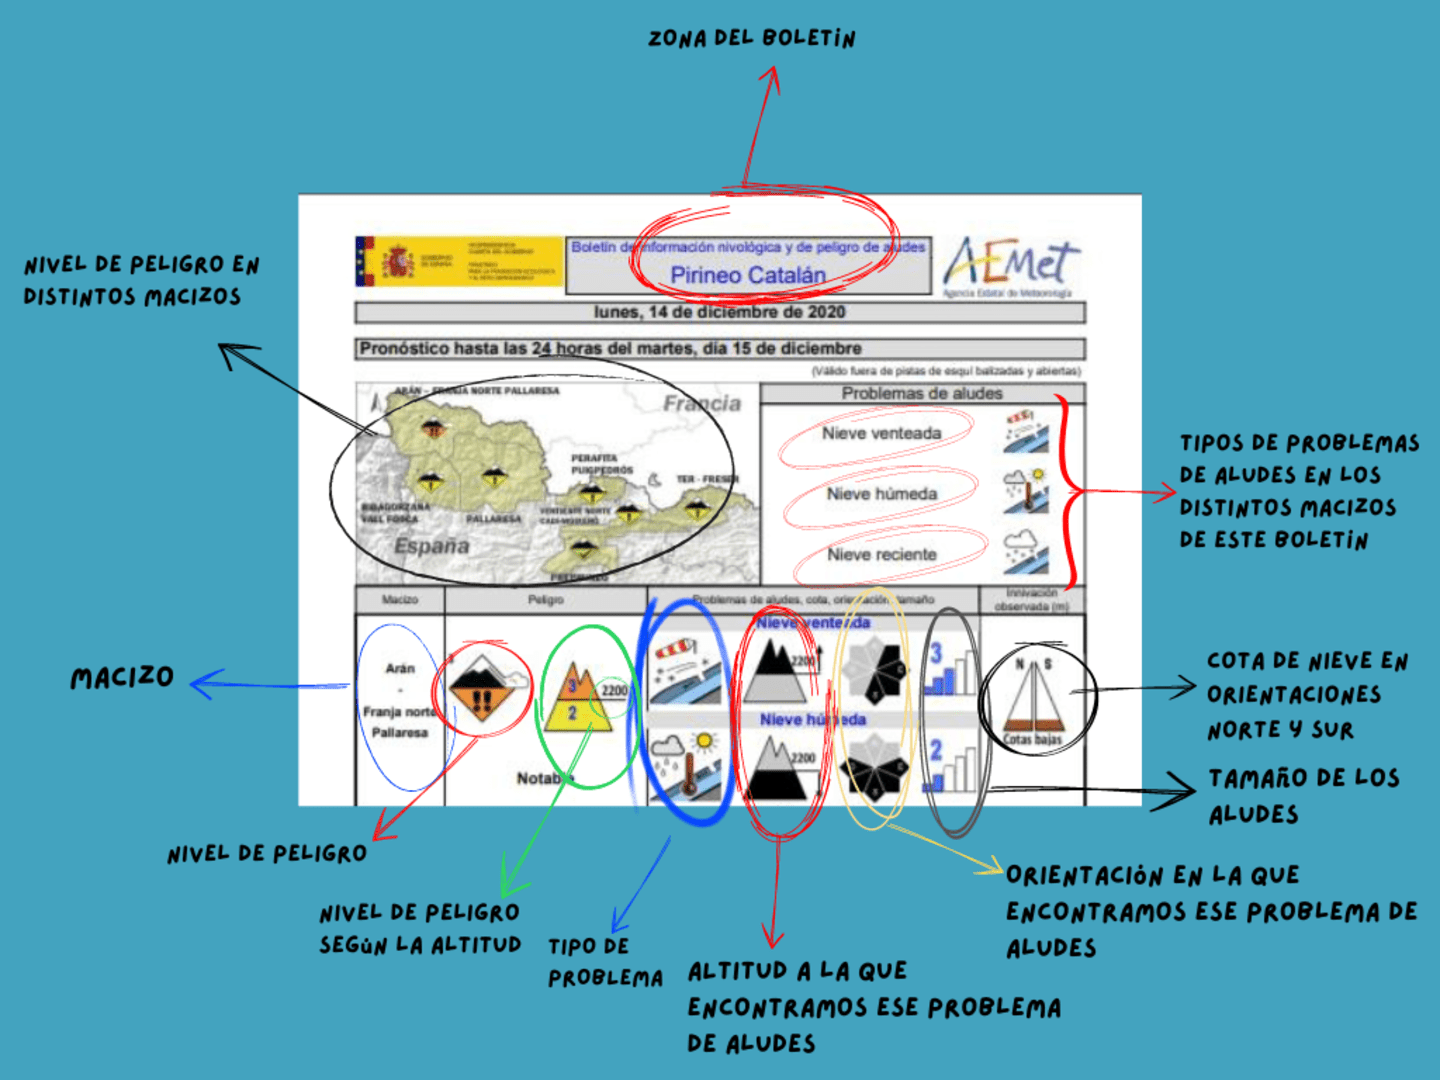 ZONA DEL BOLETÍN
NIVEL DE PELIGRO EN
DISTINTOS MACIZOS
GOBIERNO
DE ESPAÑA
Boletín de información nivológica y de peligro de aludes
Pirineo Catalán
AEMet
Agencia Estatal de Meteorología
lunes, 14 de diciembre de 2020
Pronóstico hasta las 24 horas del martes, día 15 de diciembre
(Válido fuera de pistas de esquí balizadas y abiertas)
ARÁN – FRANJA NORTE PALLARESA
Francia
PERAFITA
PUIGPEDRÓS
TER - FRESER
RIBAGORZANA
VALL FOSCA
PALLARESA
VERTIENTE NORTE
CADÍ-MOIXERÓ
España
PREPIRINEO
Problemas de aludes
Nieve venteada
Nieve húmeda
Nieve reciente
TIPOS DE PROBLEMAS
DE ALUDES EN LOS
DISTINTOS MACIZOS
DE ESTE BOLETÍN
Macizo
Peligro
Problemas de aludes, cota, orientación, tamaño
Innivación
observada (m)
MACIZO
Arán
-
Franja norte
Pallaresa
3
3
2200
2
Notable
Nieve venteada
2200
3
Nieve húmeda
2200
2
N S
Cotas bajas
COTA DE NIEVE EN
ORIENTACIONES
NORTE Y SUR
TAMAÑO DE LOS
ALUDES
NIVEL DE PELIGRO
NIVEL DE PELIGRO
SEGÚN LA ALTITUD
TIPO DE
PROBLEMA
ALTITUD A LA QUE
ENCONTRAMOS ESE PROBLEMA
DE ALUDES
ORIENTACIÓN EN LA QUE
ENCONTRAMOS ESE PROBLEMA DE
ALUDES